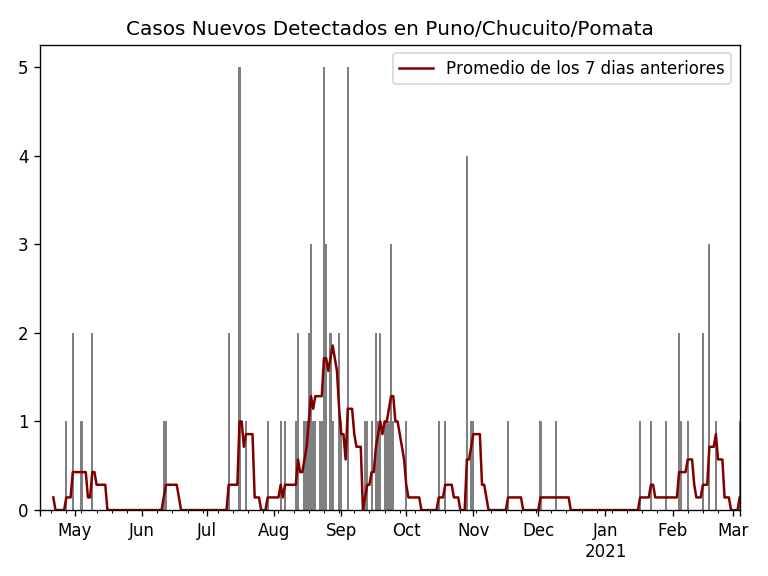 Casos Nuevos Detectados en Puno/Chucuito/Pomata
Promedio de los 7 dias anteriores
5
4
3
2
1
0
May Jun Jul Aug Sep Oct Nov Dec Jan Feb Mar
2021